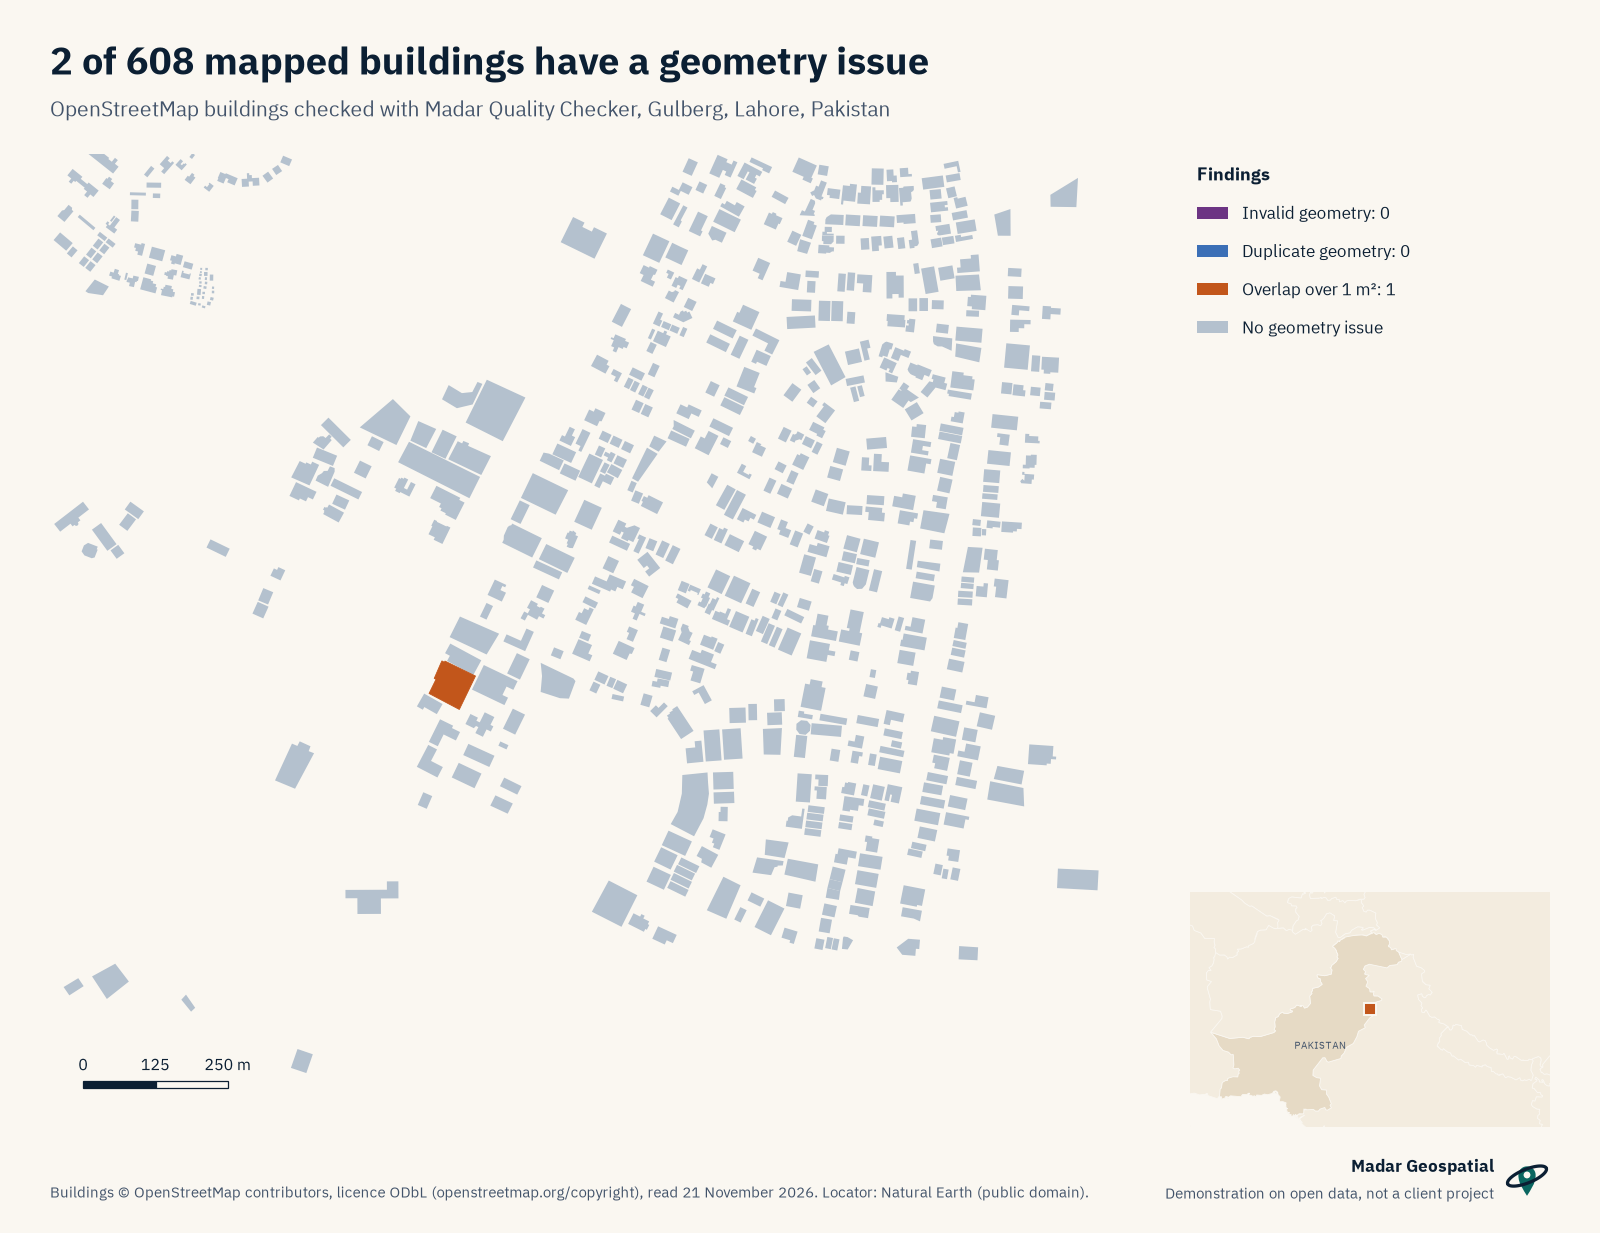 2 of 608 mapped buildings have a geometry issue
OpenStreetMap buildings checked with Madar Quality Checker, Gulberg, Lahore, Pakistan
Findings
Invalid geometry: 0
Duplicate geometry: 0
Overlap over 1 m²: 1
No geometry issue
PAKISTAN
0 125 250 m
Madar Geospatial
Buildings © OpenStreetMap contributors, licence ODbL (openstreetmap.org/copyright), read 21 November 2026. Locator: Natural Earth (public domain).
Demonstration on open data, not a client project